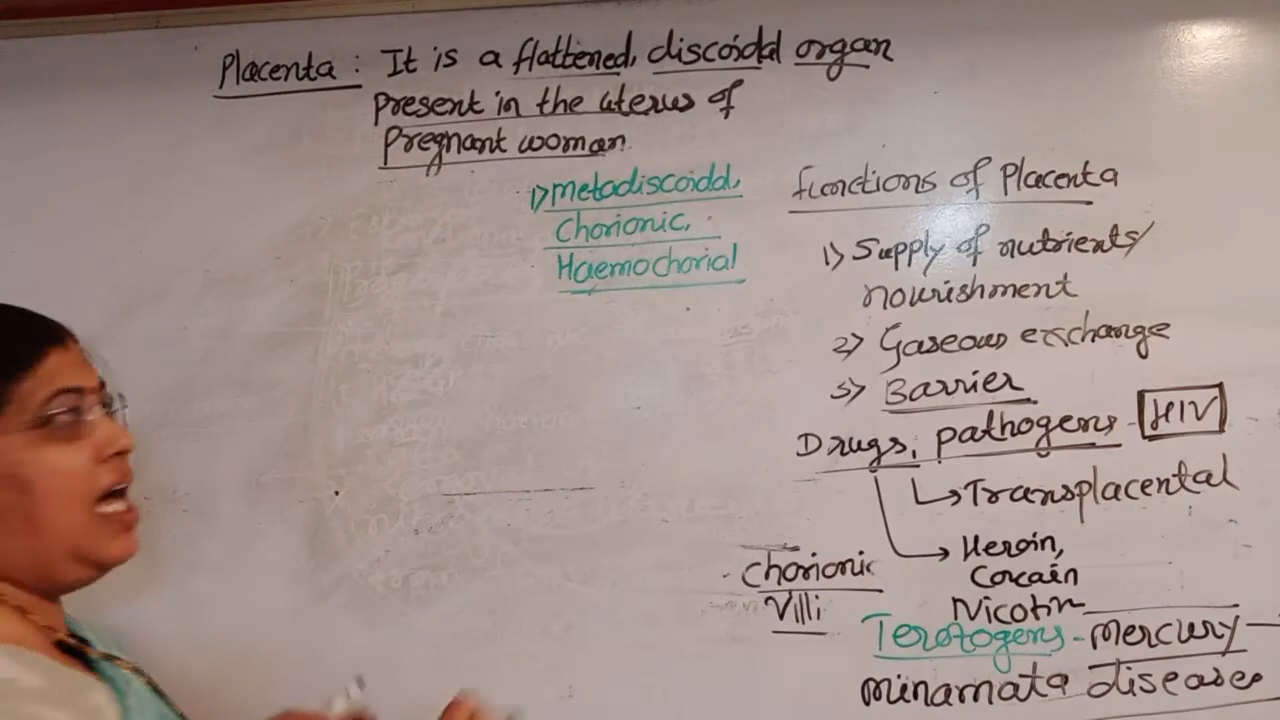 Placenta : It is a flattened, discoidal organ
present in the uterus of
Pregnant woman.
1) metadiscoidal,
Chorionic,
Haemochorial
functions of Placenta
1) Supply of nutrients/
nourishment
2) Gaseous exchange
3) Barrier
Drugs, pathogens - HIV
Transplacental
Heroin,
Cocain
Nicotin
Chorionic
Villi
Teratogens - mercury -
minamata disease